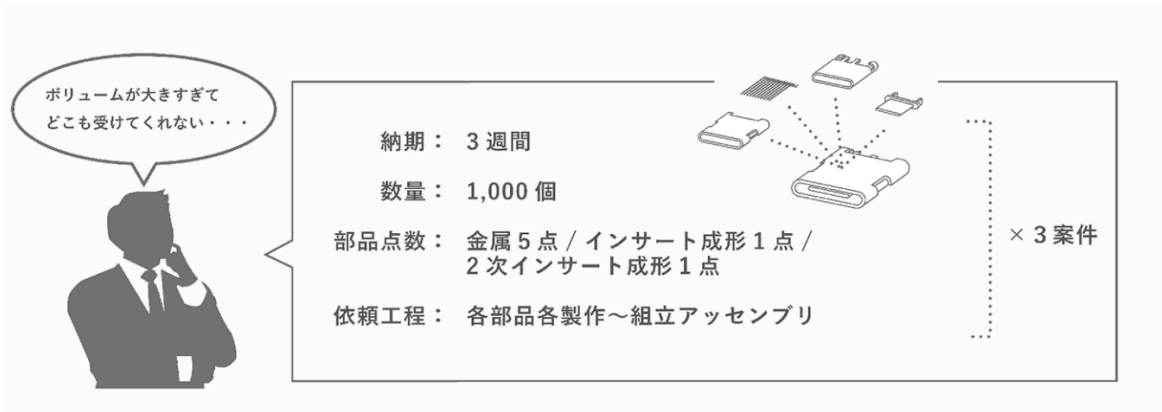 ボリュームが大きすぎて
どこも受けてくれない・・・
納期： 3週間
数量： 1,000個
部品点数： 金属5点 / インサート成形1点 /
2次インサート成形1点
依頼工程： 各部品各製作～組立アッセンブリ
× 3案件